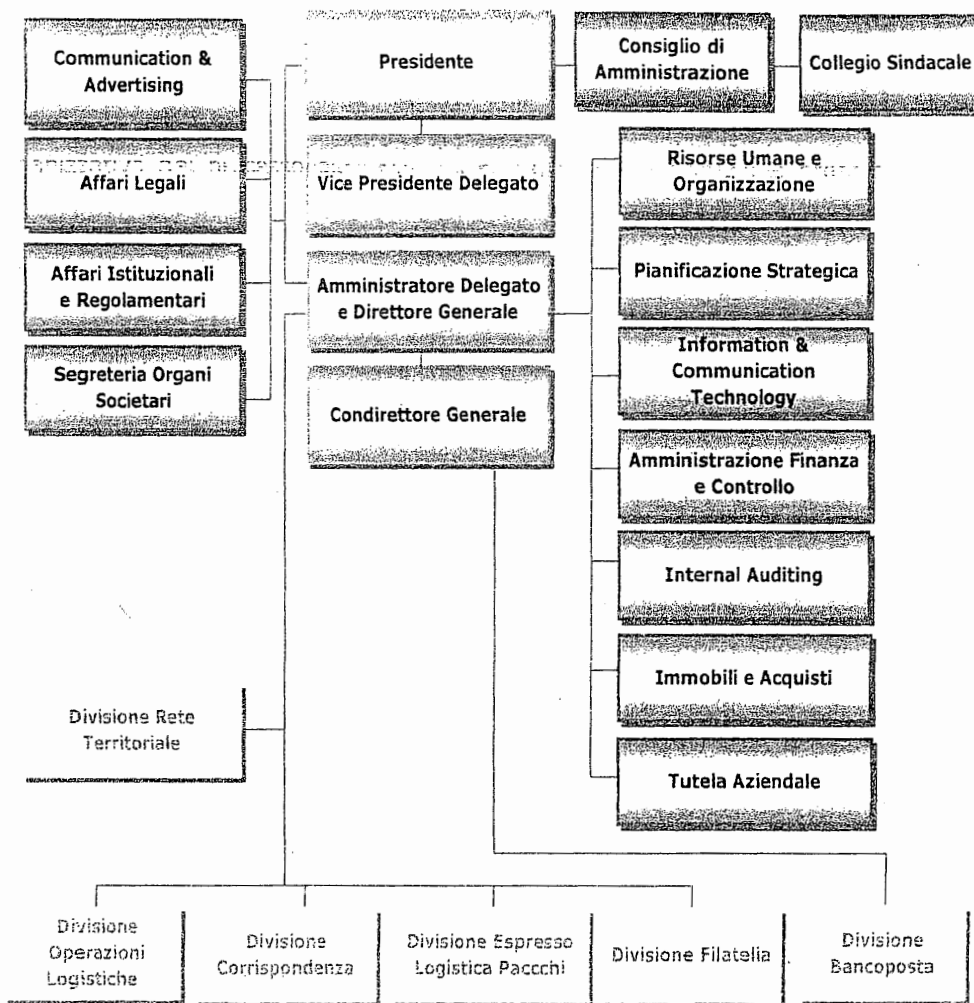 Communication &
Advertising
Presidente
Consiglio di
Amministrazione
Collegio Sindacale
Affari Legali
Vice Presidente Delegato
Risorse Umane e
Organizzazione
Affari Istituzionali
e Regolamentari
Amministratore Delegato
e Direttore Generale
Pianificazione Strategica
Segreteria Organi
Societari
Condirettore Generale
Information &
Communication
Technology
Amministrazione Finanza
e Controllo
Internal Auditing
Immobili e Acquisti
Divisione Rete
Territoriale
Tutela Aziendale
Divisione
Operazioni
Logistiche
Divisione
Corrispondenza
Divisione Espresso
Logistica Paccchi
Divisione Filatelia
Divisione
Bancoposta